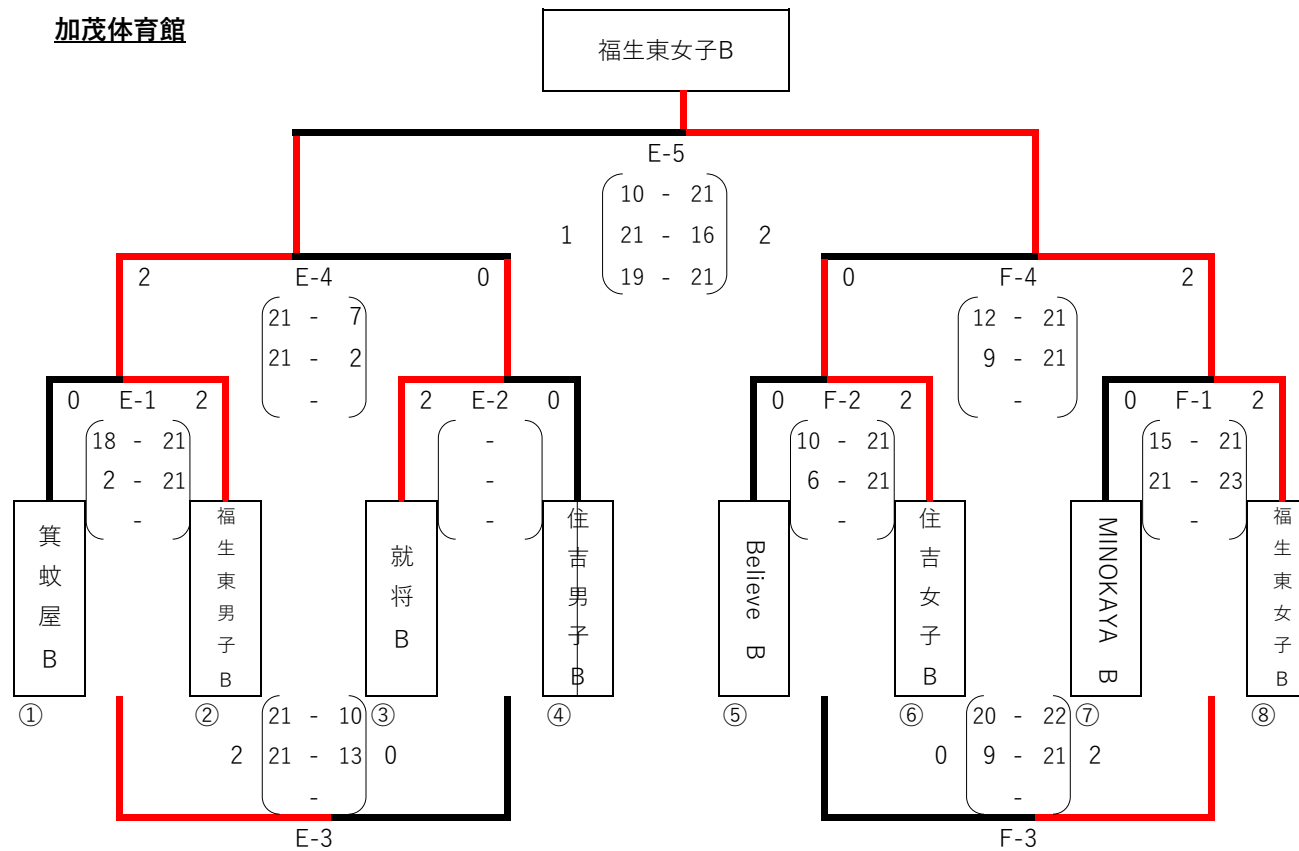 加茂体育館
福生東女子B
E-5
10 - 21
1 21 - 16 2
19 - 21
2 E-4 0
21 - 7
21 - 2
-
0 F-4 2
12 - 21
9 - 21
-
0 E-1 2
18 - 21
2 - 21
-
2 E-2 0
-
-
-
0 F-2 2
10 - 21
6 - 21
-
0 F-1 2
15 - 21
21 - 23
-
箕蚊屋B
福生東男子B
就将B
住吉男子B
Believe B
住吉女子B
MINOKAYA B
福生東女子B
① ② ③ ④ ⑤ ⑥ ⑦ ⑧
21 - 10
2 21 - 13 0
-
E-3
20 - 22
0 9 - 21 2
-
F-3